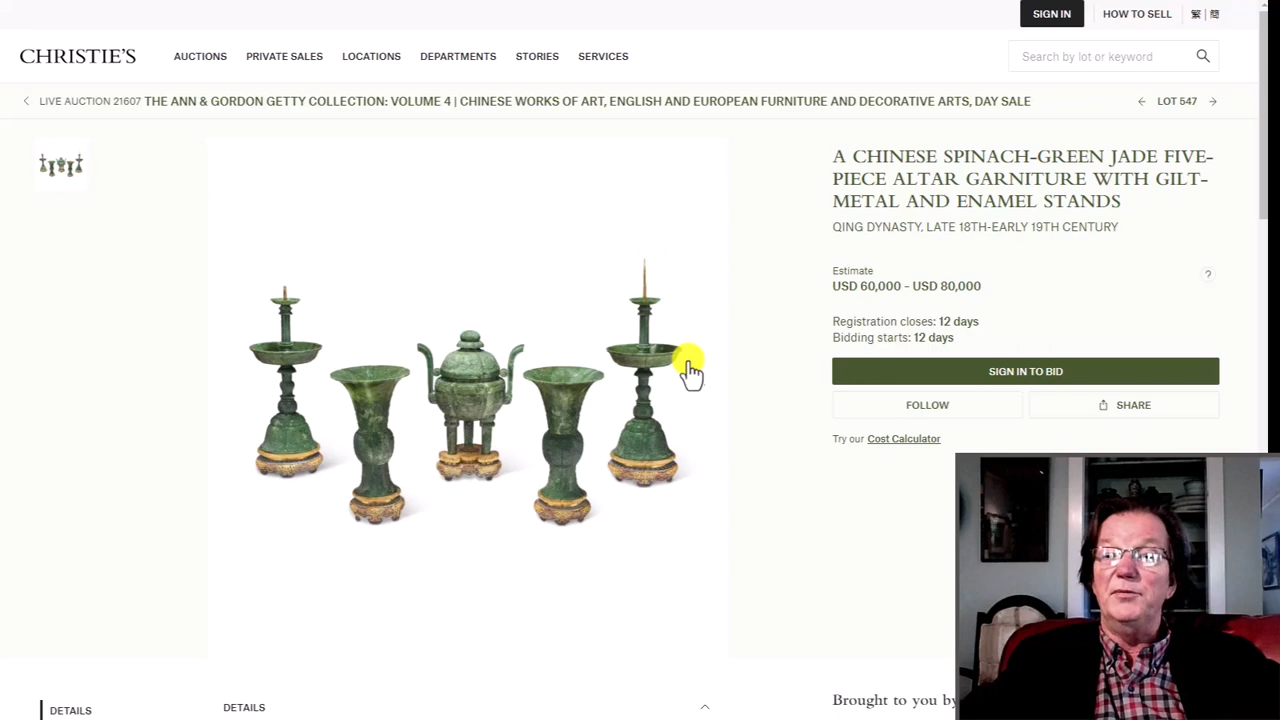 SIGN IN
HOW TO SELL
繁 | 簡
CHRISTIE'S
AUCTIONS
PRIVATE SALES
LOCATIONS
DEPARTMENTS
STORIES
SERVICES
Search by lot or keyword
LIVE AUCTION 21607 THE ANN & GORDON GETTY COLLECTION: VOLUME 4 | CHINESE WORKS OF ART, ENGLISH AND EUROPEAN FURNITURE AND DECORATIVE ARTS, DAY SALE
LOT 547
A CHINESE SPINACH-GREEN JADE FIVE-
PIECE ALTAR GARNITURE WITH GILT-
METAL AND ENAMEL STANDS
QING DYNASTY, LATE 18TH-EARLY 19TH CENTURY
Estimate
?
USD 60,000 – USD 80,000
Registration closes: 12 days
Bidding starts: 12 days
SIGN IN TO BID
FOLLOW
SHARE
Try our Cost Calculator
DETAILS
DETAILS
Brought to you by